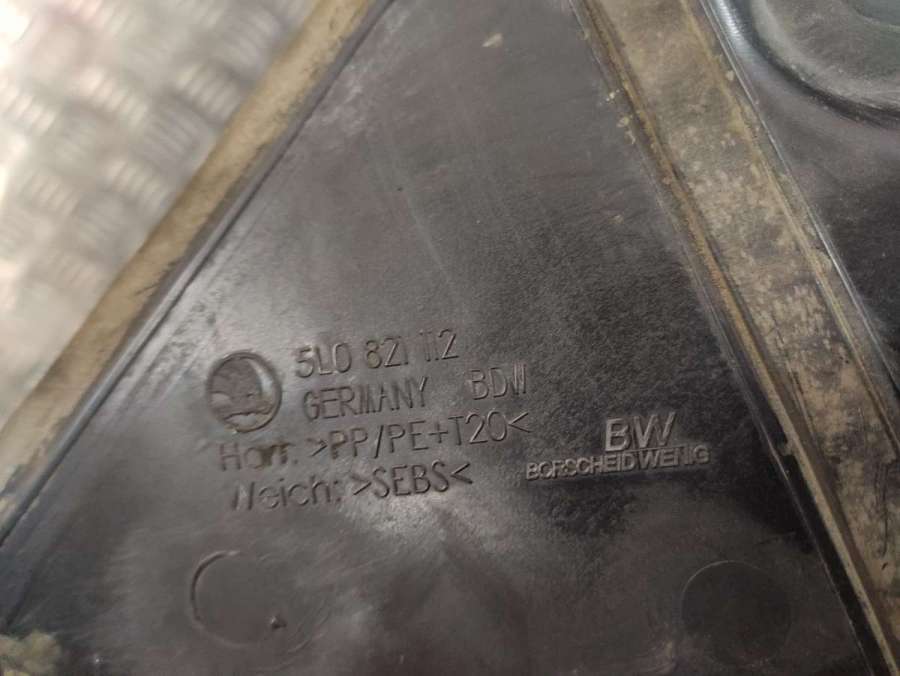 5L0 821 112
GERMANY BDW
Hart: >PP/PE+T20<
Weich: >SEBS<
BW
BORSCHEID WENIG